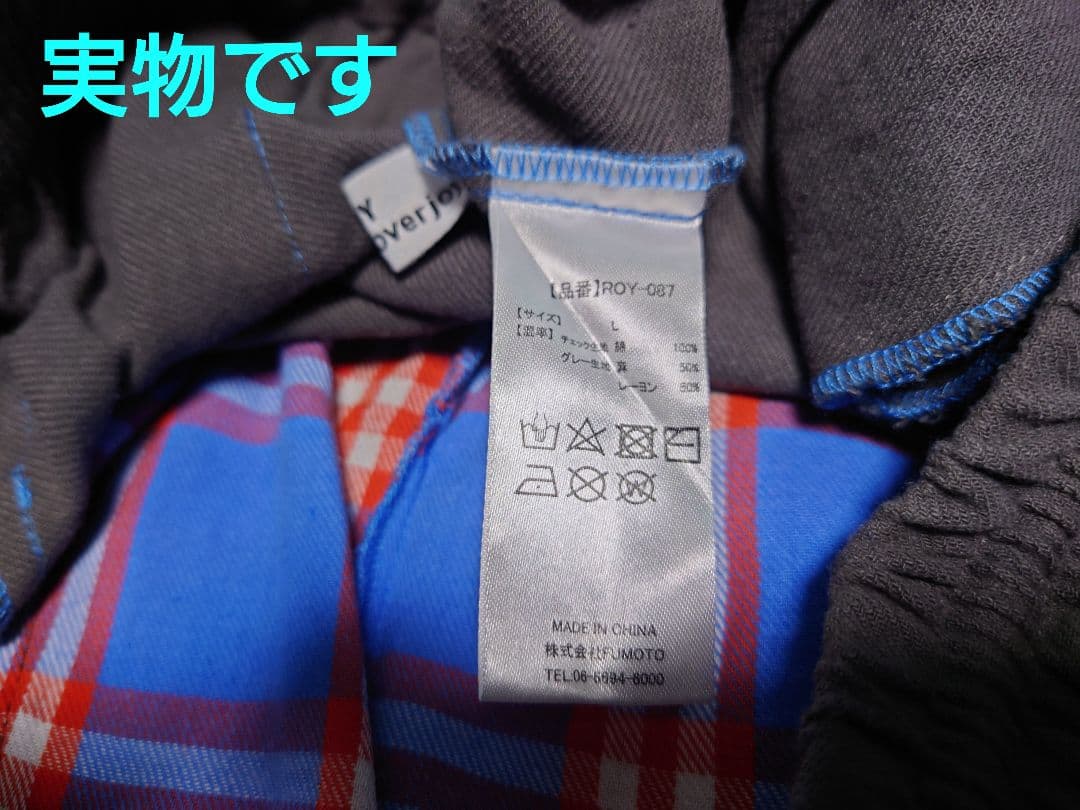 実物です
Y
overjoy
【品番】ROY-087
【サイズ】 L
【混率】 チェック生地 綿 100%
グレー生地 麻 50%
レーヨン 50%
MADE IN CHINA
株式会社FUMOTO
TEL.06-6694-6000